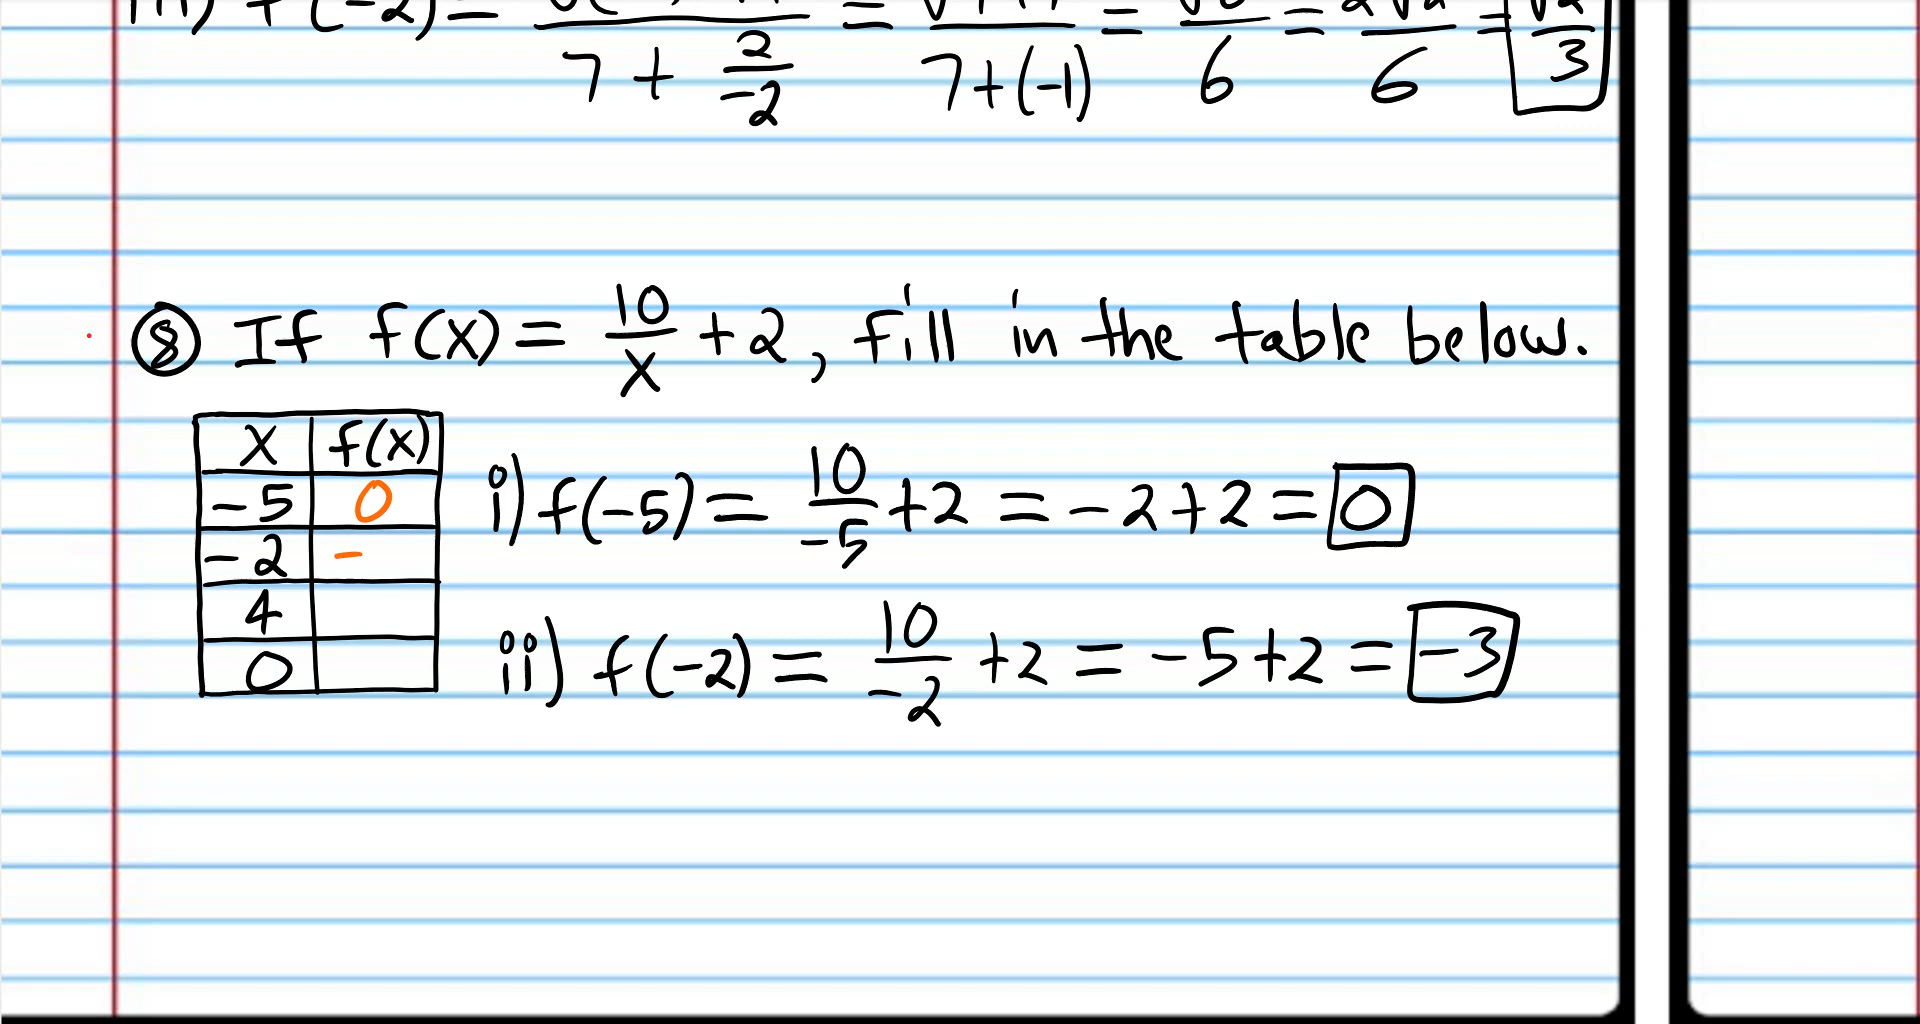 f(-2) = / 7 + 2/-2 = / 7+(-1) = / 6 = / 6 = / 3
⑧ If f(x) = 10/x + 2, fill in the table below.
x f(x)
-5 0
i) f(-5) = 10/-5 + 2 = -2+2 = 0
-2 -
4
ii) f(-2) = 10/-2 + 2 = -5+2 = -3
0